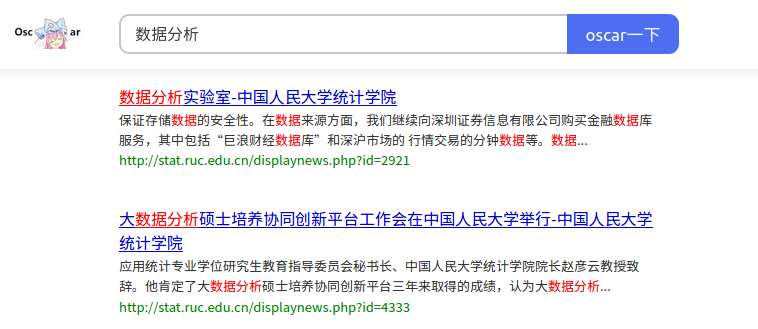 Osc ar
数据分析
oscar一下
数据分析实验室-中国人民大学统计学院
保证存储数据的安全性。在数据来源方面，我们继续向深圳证券信息有限公司购买金融数据库
服务，其中包括“巨浪财经数据库”和深沪市场的 行情交易的分钟数据等。数据...
http://stat.ruc.edu.cn/displaynews.php?id=2921
大数据分析硕士培养协同创新平台工作会在中国人民大学举行-中国人民大学
统计学院
应用统计专业学位研究生教育指导委员会秘书长、中国人民大学统计学院院长赵彦云教授致
辞。他肯定了大数据分析硕士培养协同创新平台三年来取得的成绩，认为大数据分析...
http://stat.ruc.edu.cn/displaynews.php?id=4333